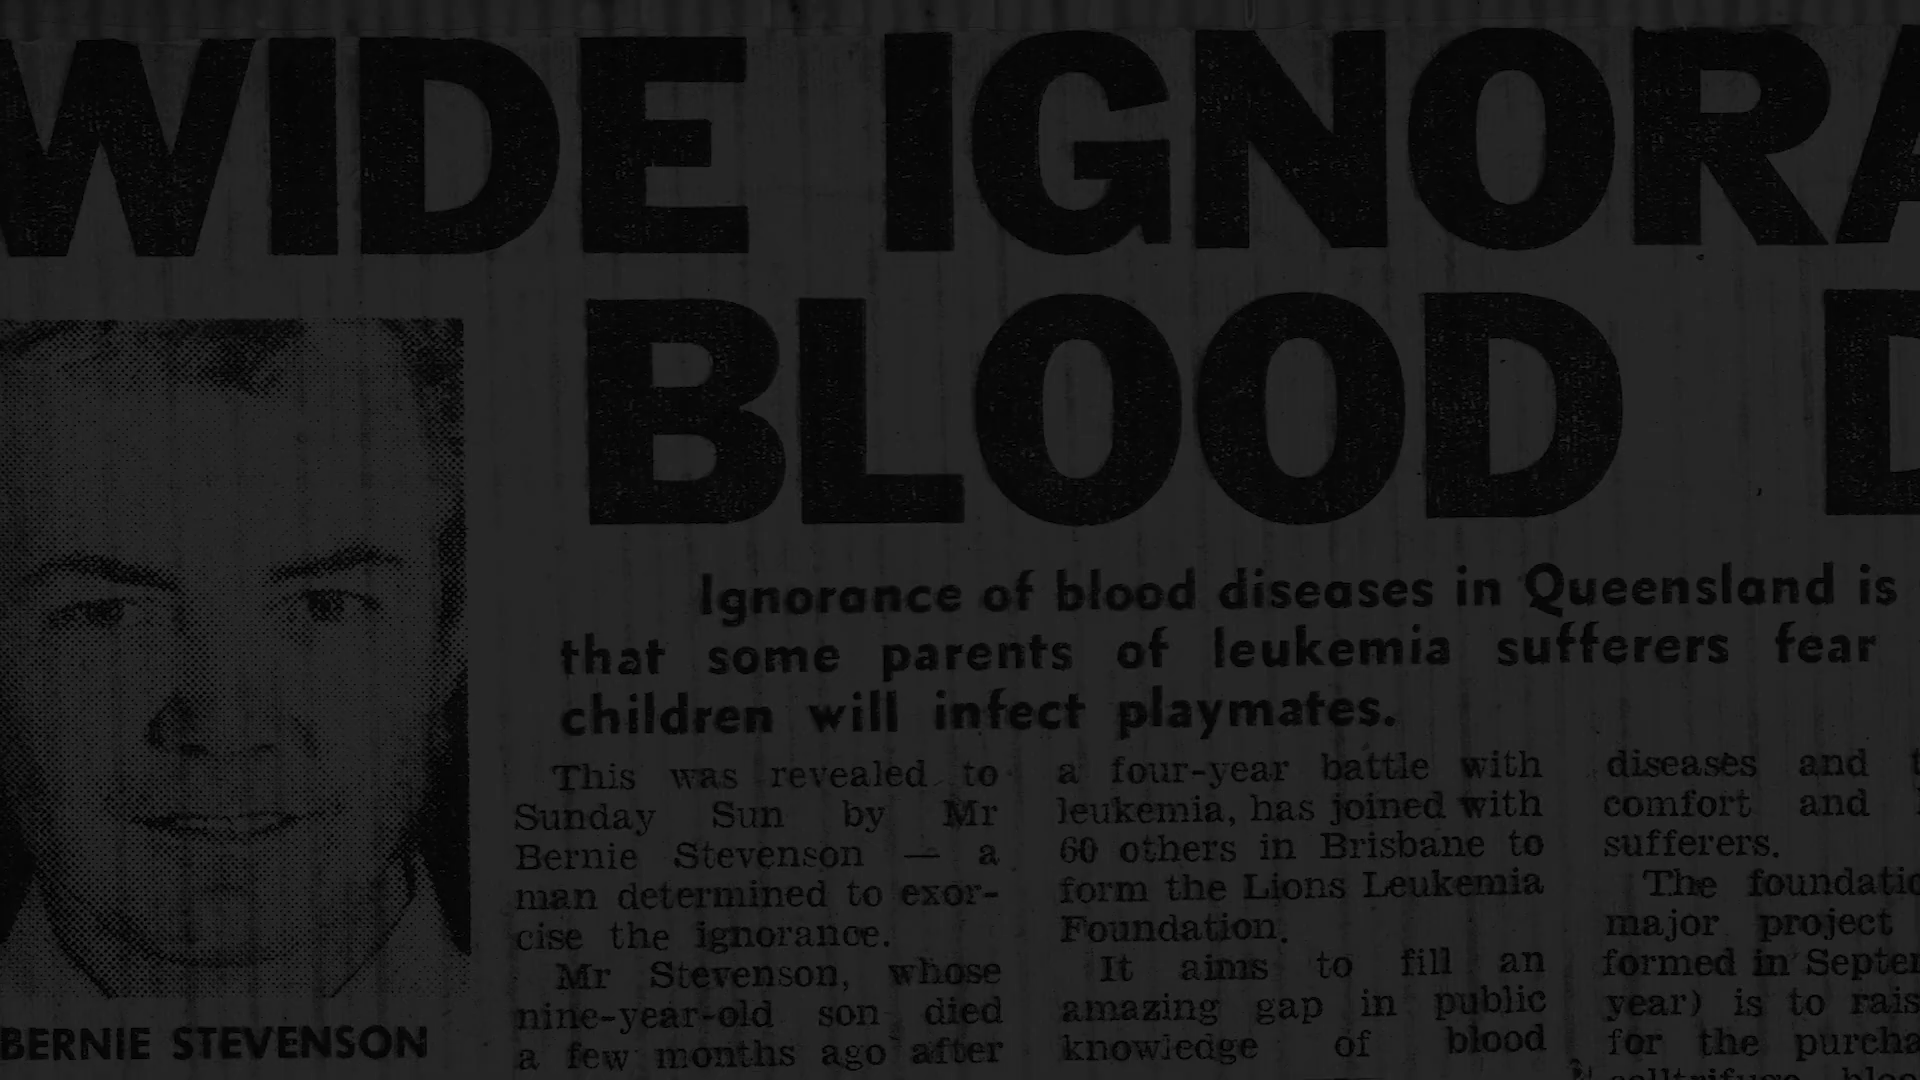 WIDE IGNORA
BLOOD D
Ignorance of blood diseases in Queensland is
that some parents of leukemia sufferers fear
children will infect playmates.
This was revealed to
Sunday Sun by Mr
Bernie Stevenson — a
man determined to exor-
cise the ignorance.
Mr Stevenson, whose
nine-year-old son died
a few months ago after
a four-year battle with
leukemia, has joined with
60 others in Brisbane to
form the Lions Leukemia
Foundation.
It aims to fill an
amazing gap in public
knowledge of blood
diseases and t
comfort and
sufferers.
The foundatio
major project
formed in Septem
year) is to rais
for the purcha
BERNIE STEVENSON